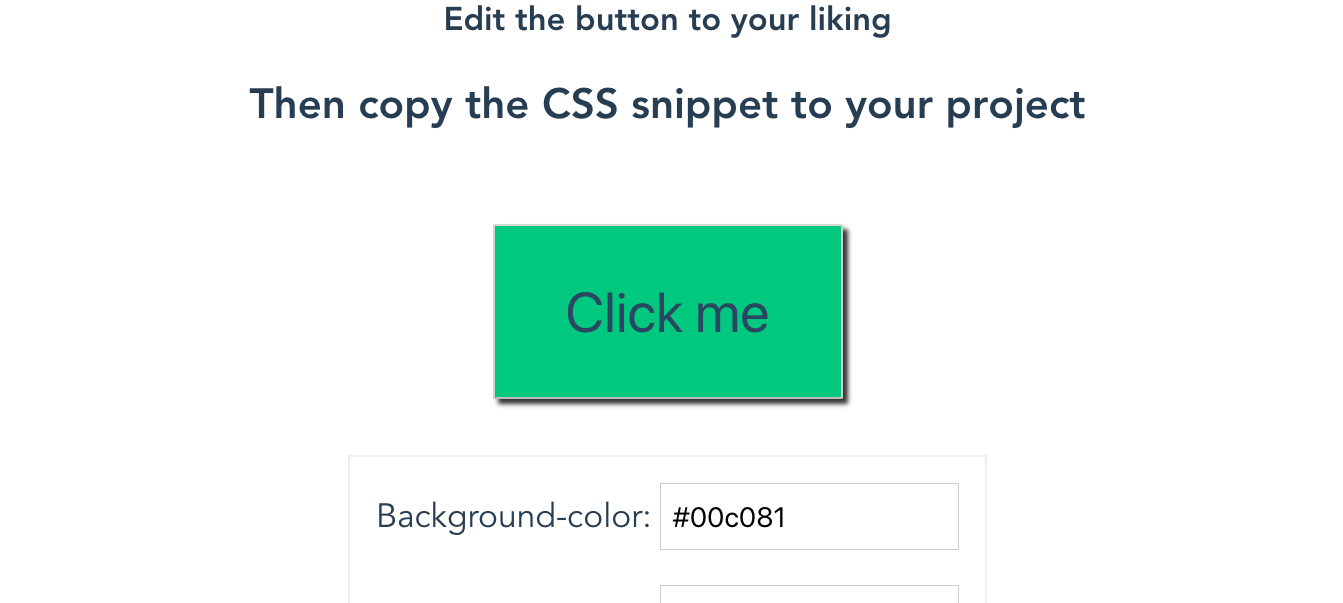 Edit the button to your liking
Then copy the CSS snippet to your project
Click me
Background-color: #00c081